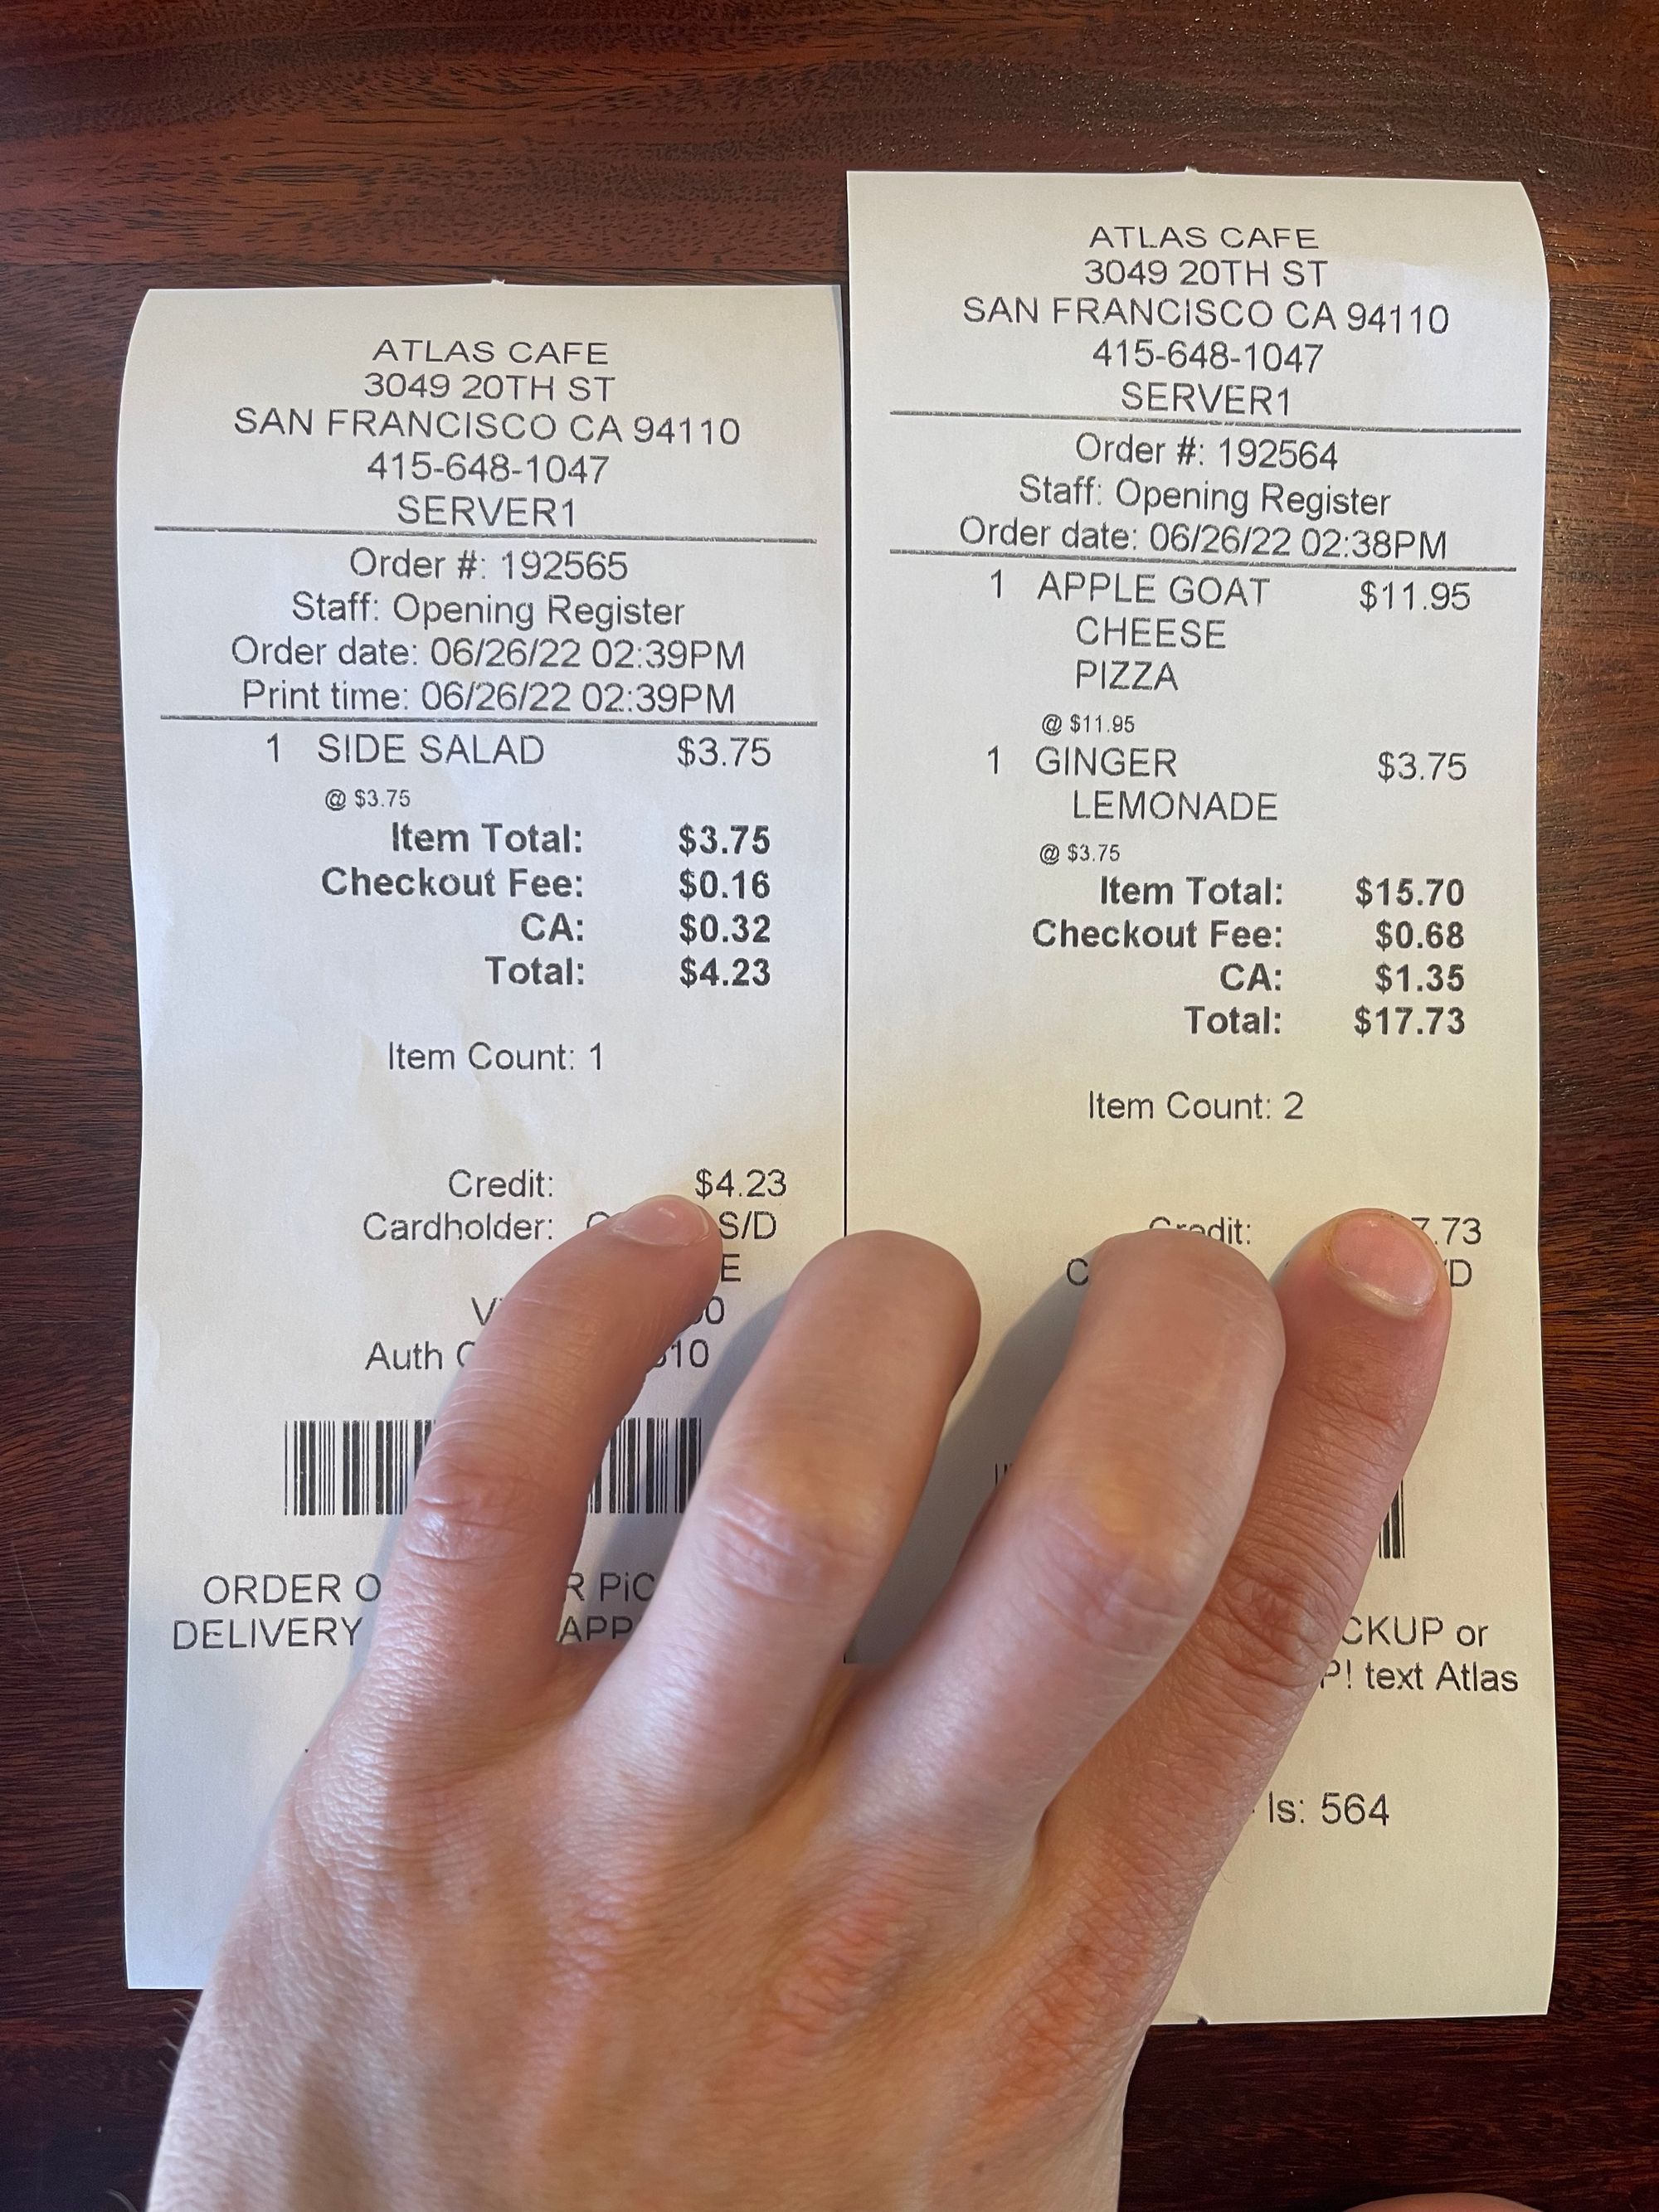 ATLAS CAFE
3049 20TH ST
SAN FRANCISCO CA 94110
415-648-1047
SERVER1
Order #: 192565
Staff: Opening Register
Order date: 06/26/22 02:39PM
Print time: 06/26/22 02:39PM
1 SIDE SALAD $3.75
@ $3.75
Item Total: $3.75
Checkout Fee: $0.16
CA: $0.32
Total: $4.23
Item Count: 1
Credit: $4.23
Cardholder: S/D
Auth
ORDER
DELIVERY
ATLAS CAFE
3049 20TH ST
SAN FRANCISCO CA 94110
415-648-1047
SERVER1
Order #: 192564
Staff: Opening Register
Order date: 06/26/22 02:38PM
1 APPLE GOAT $11.95
CHEESE
PIZZA
@ $11.95
1 GINGER $3.75
LEMONADE
@ $3.75
Item Total: $15.70
Checkout Fee: $0.68
CA: $1.35
Total: $17.73
Item Count: 2
Credit:
or
text Atlas
Is: 564